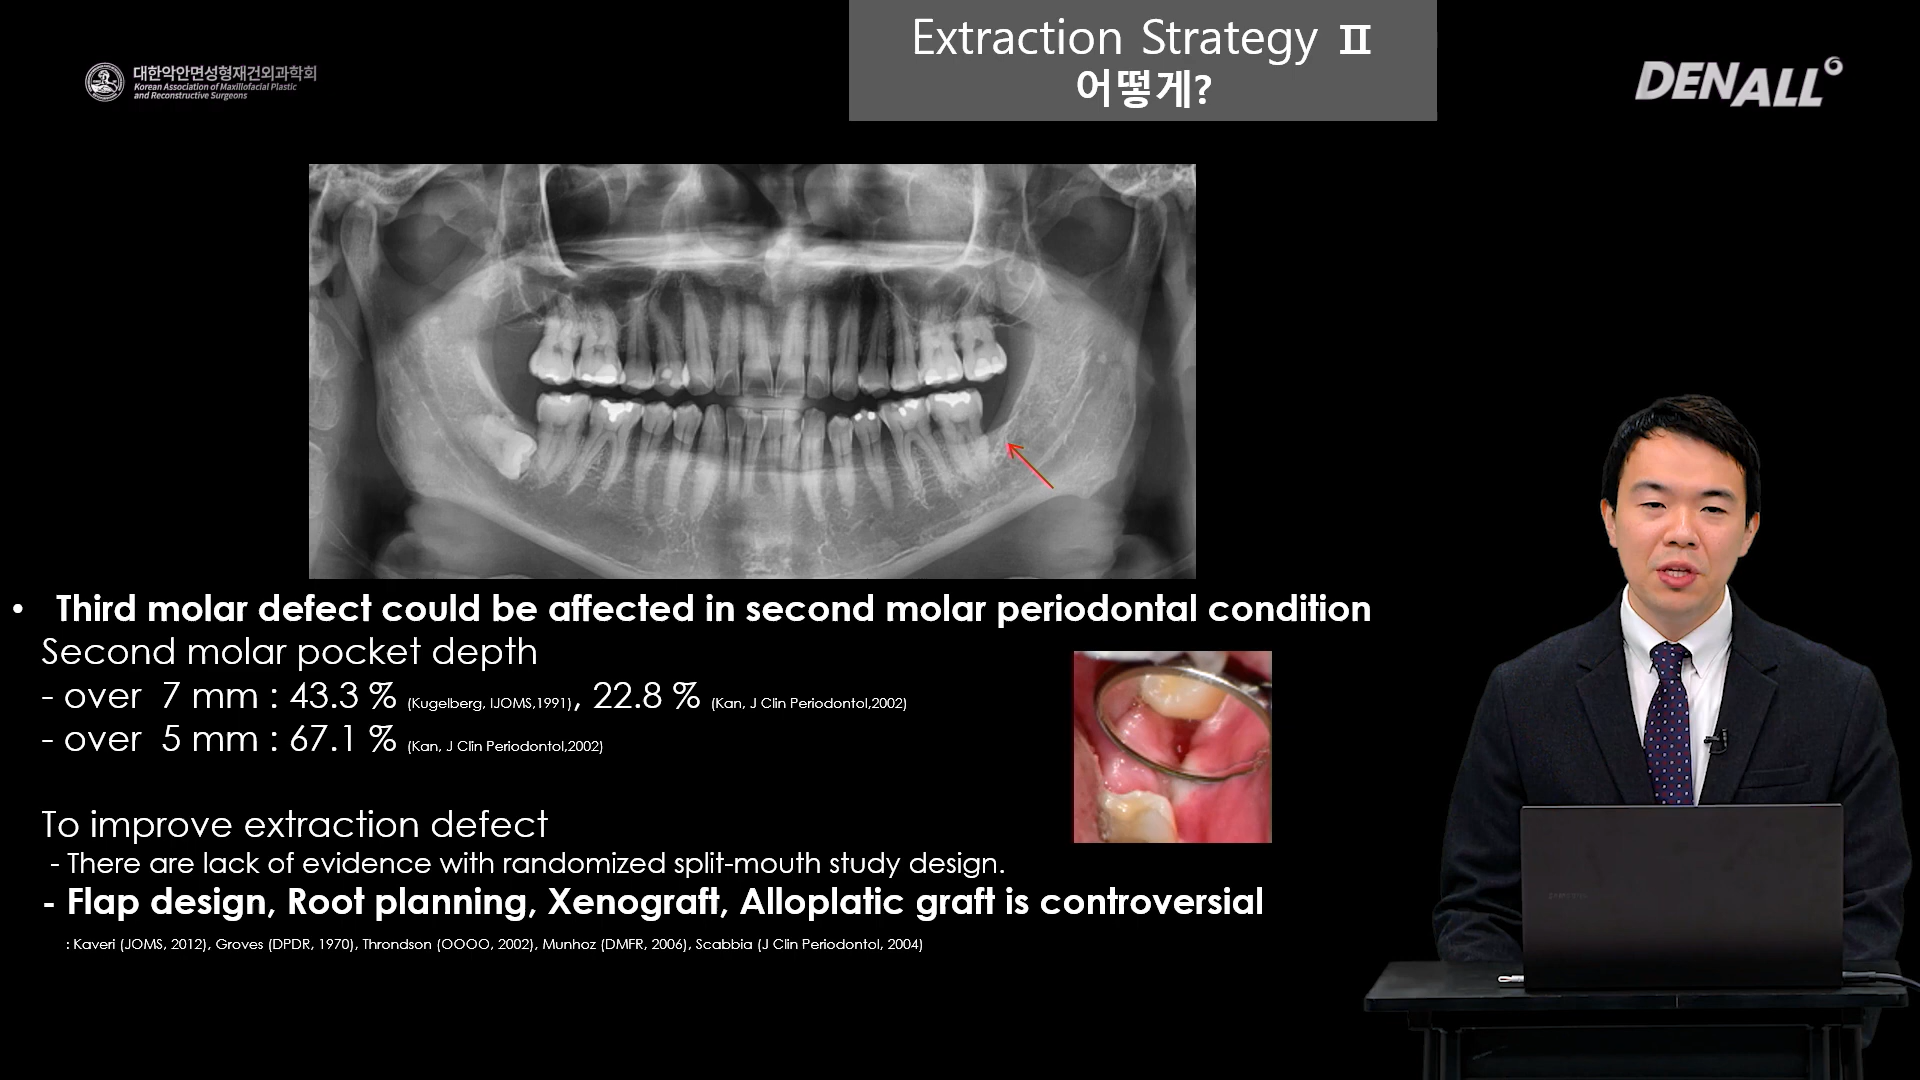 대한악안면성형재건외과학회
Korean Association of Maxillofacial Plastic
and Reconstructive Surgeons
Extraction Strategy Ⅱ
어떻게?
DENALL
• Third molar defect could be affected in second molar periodontal condition
Second molar pocket depth
- over 7 mm : 43.3 % (Kugelberg, IJOMS,1991), 22.8 % (Kan, J Clin Periodontol,2002)
- over 5 mm : 67.1 % (Kan, J Clin Periodontol,2002)
To improve extraction defect
- There are lack of evidence with randomized split-mouth study design.
- Flap design, Root planning, Xenograft, Alloplatic graft is controversial
: Kaveri (JOMS, 2012), Groves (DPDR, 1970), Throndson (OOOO, 2002), Munhoz (DMFR, 2006), Scabbia (J Clin Periodontol, 2004)